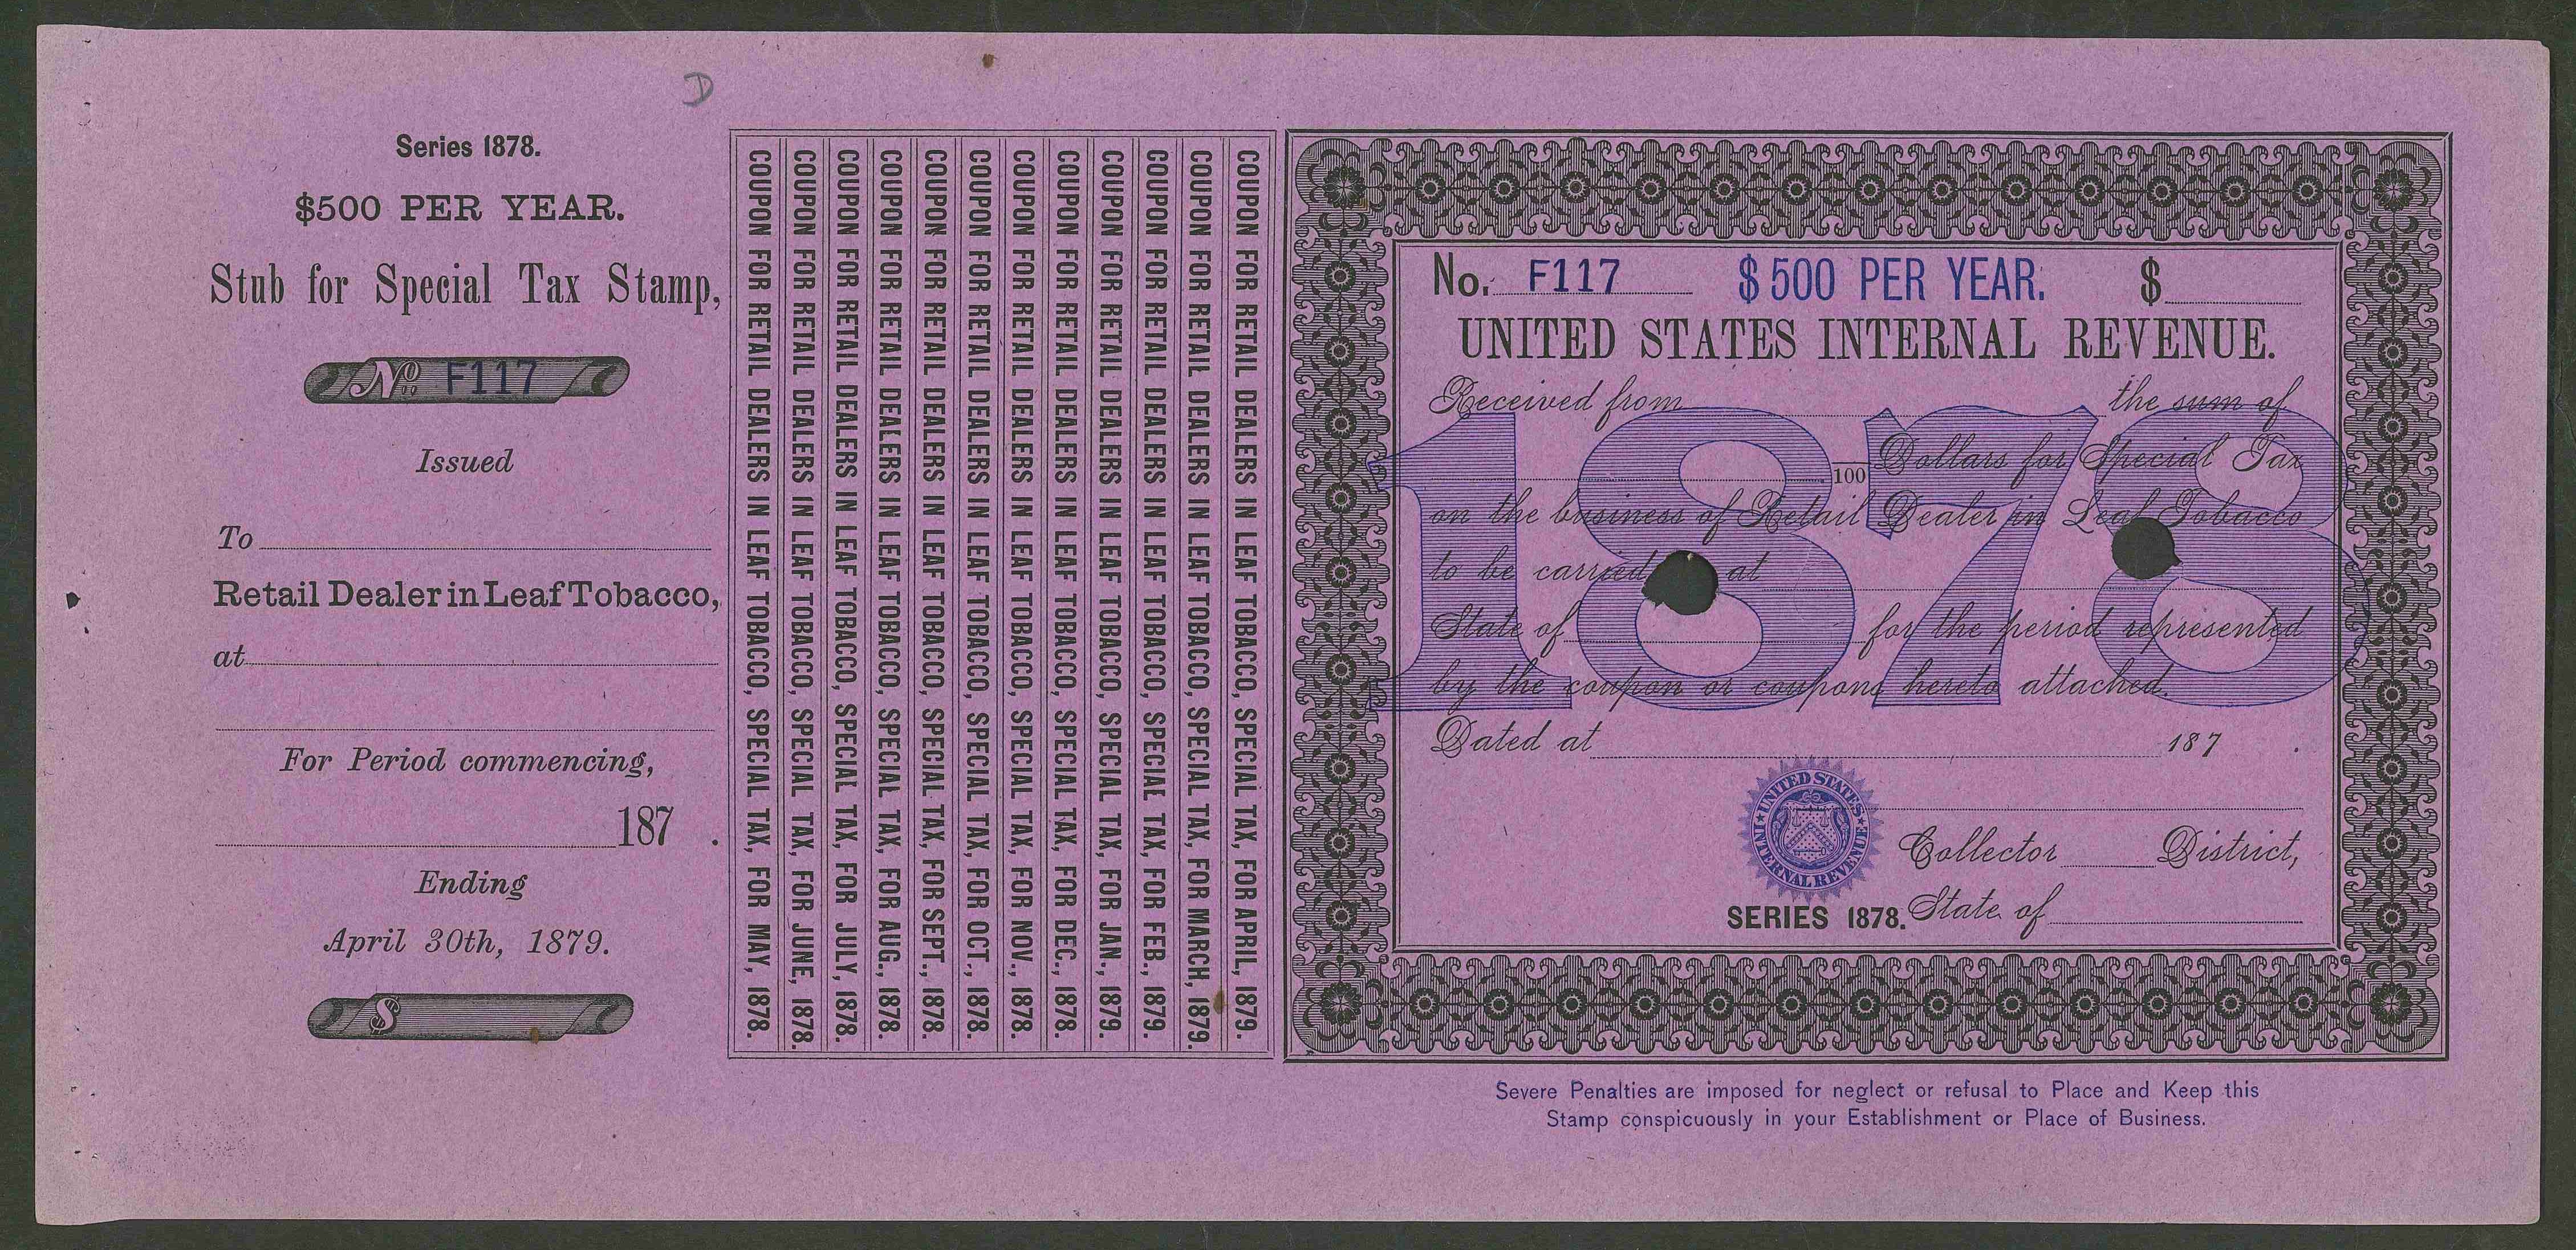 D
Series 1878.
$500 PER YEAR.
Stub for Special Tax Stamp,
No. F117
Issued
To
Retail Dealer in Leaf Tobacco,
at
For Period commencing,
187 .
Ending
April 30th, 1879.
$
COUPON FOR RETAIL DEALERS IN LEAF TOBACCO, SPECIAL TAX, FOR MAY, 1878.
COUPON FOR RETAIL DEALERS IN LEAF TOBACCO, SPECIAL TAX, FOR JUNE, 1878.
COUPON FOR RETAIL DEALERS IN LEAF TOBACCO, SPECIAL TAX, FOR JULY, 1878.
COUPON FOR RETAIL DEALERS IN LEAF TOBACCO, SPECIAL TAX, FOR AUG., 1878.
COUPON FOR RETAIL DEALERS IN LEAF TOBACCO, SPECIAL TAX, FOR SEPT., 1878.
COUPON FOR RETAIL DEALERS IN LEAF TOBACCO, SPECIAL TAX, FOR OCT., 1878.
COUPON FOR RETAIL DEALERS IN LEAF TOBACCO, SPECIAL TAX, FOR NOV., 1878.
COUPON FOR RETAIL DEALERS IN LEAF TOBACCO, SPECIAL TAX, FOR DEC., 1878.
COUPON FOR RETAIL DEALERS IN LEAF TOBACCO, SPECIAL TAX, FOR JAN., 1879.
COUPON FOR RETAIL DEALERS IN LEAF TOBACCO, SPECIAL TAX, FOR FEB., 1879.
COUPON FOR RETAIL DEALERS IN LEAF TOBACCO, SPECIAL TAX, FOR MARCH, 1879.
COUPON FOR RETAIL DEALERS IN LEAF TOBACCO, SPECIAL TAX, FOR APRIL, 1879.
No. F117 $500 PER YEAR. $
UNITED STATES INTERNAL REVENUE.
Received from the sum of
100 Dollars for Special Tax
on the business of Retail Dealer in Leaf Tobacco
to be carried at
State of for the period represented
by the coupon or coupons hereto attached.
1878
Dated at 187 .
UNITED STATES INTERNAL REVENUE
Collector District,
SERIES 1878. State of
Severe Penalties are imposed for neglect or refusal to Place and Keep this
Stamp conspicuously in your Establishment or Place of Business.